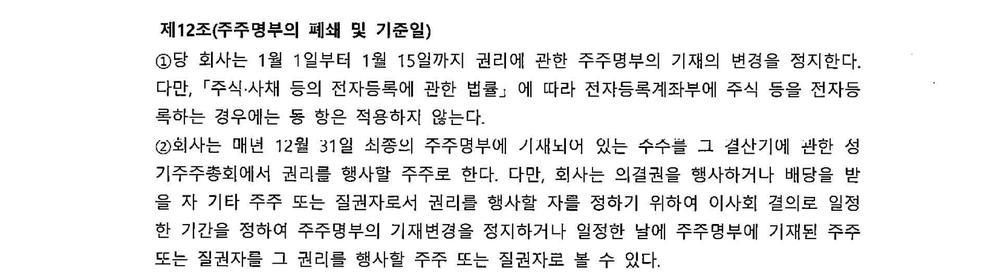 제12조(주주명부의 폐쇄 및 기준일)
①당 회사는 1월 1일부터 1월 15일까지 권리에 관한 주주명부의 기재의 변경을 정지한다.
다만, 「주식·사채 등의 전자등록에 관한 법률」에 따라 전자등록계좌부에 주식 등을 전자등
록하는 경우에는 동 항은 적용하지 않는다.
②회사는 매년 12월 31일 최종의 주주명부에 기재되어 있는 주주를 그 결산기에 관한 정
기주주총회에서 권리를 행사할 주주로 한다. 다만, 회사는 의결권을 행사하거나 배당을 받
을 자 기타 주주 또는 질권자로서 권리를 행사할 자를 정하기 위하여 이사회 결의로 일정
한 기간을 정하여 주주명부의 기재변경을 정지하거나 일정한 날에 주주명부에 기재된 주주
또는 질권자를 그 권리를 행사할 주주 또는 질권자로 볼 수 있다.